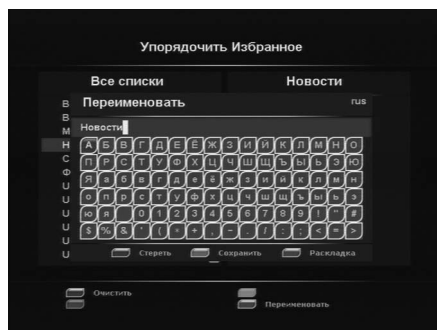 Упорядочить Избранное
Все списки Новости
Переименовать rus
Новости
В
В
М
Н
С
Ф
U
U
U
U
U
U
А Б В Г Д Е Ё Ж З И Й К Л М Н О
П Р С Т У Ф Х Ц Ч Ш Щ Ъ Ы Ь Э Ю
Я а б в г д е ё ж з и й к л м н
о п р с т у ф х ц ч ш щ ъ ы ь э
ю я 0 1 2 3 4 5 6 7 8 9 ! " #
$ % & ' ( * + , - . / : ; < = >
Стереть Сохранить Раскладка
Очистить
Переименовать